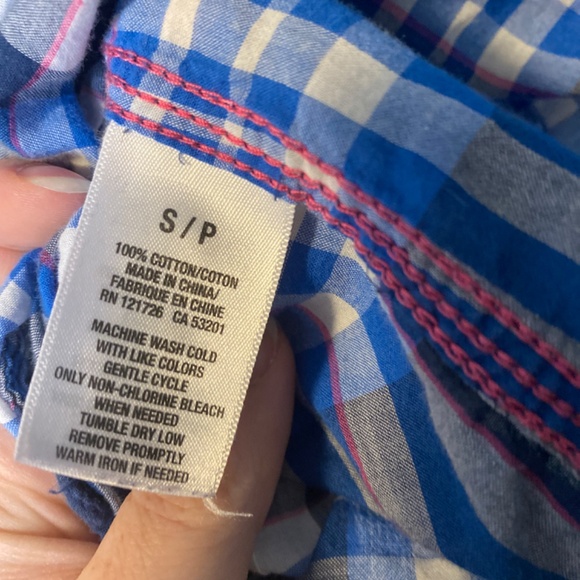 S / P
100% COTTON/COTON
MADE IN CHINA/
FABRIQUE EN CHINE
RN 121726 CA 53201
MACHINE WASH COLD
WITH LIKE COLORS
GENTLE CYCLE
ONLY NON-CHLORINE BLEACH
WHEN NEEDED
TUMBLE DRY LOW
REMOVE PROMPTLY
WARM IRON IF NEEDED